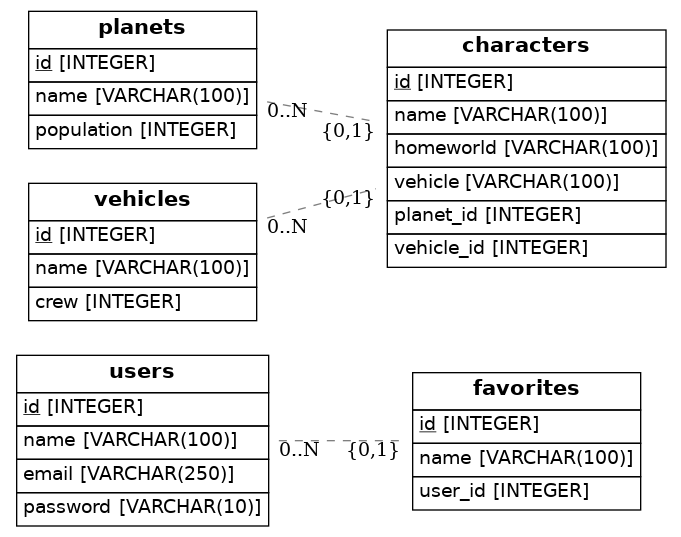 planets
id [INTEGER]
name [VARCHAR(100)]
population [INTEGER]
0..N
{0,1}
characters
id [INTEGER]
name [VARCHAR(100)]
homeworld [VARCHAR(100)]
vehicle [VARCHAR(100)]
planet_id [INTEGER]
vehicle_id [INTEGER]
vehicles
id [INTEGER]
name [VARCHAR(100)]
crew [INTEGER]
{0,1}
0..N
users
id [INTEGER]
name [VARCHAR(100)]
email [VARCHAR(250)]
password [VARCHAR(10)]
0..N
{0,1}
favorites
id [INTEGER]
name [VARCHAR(100)]
user_id [INTEGER]